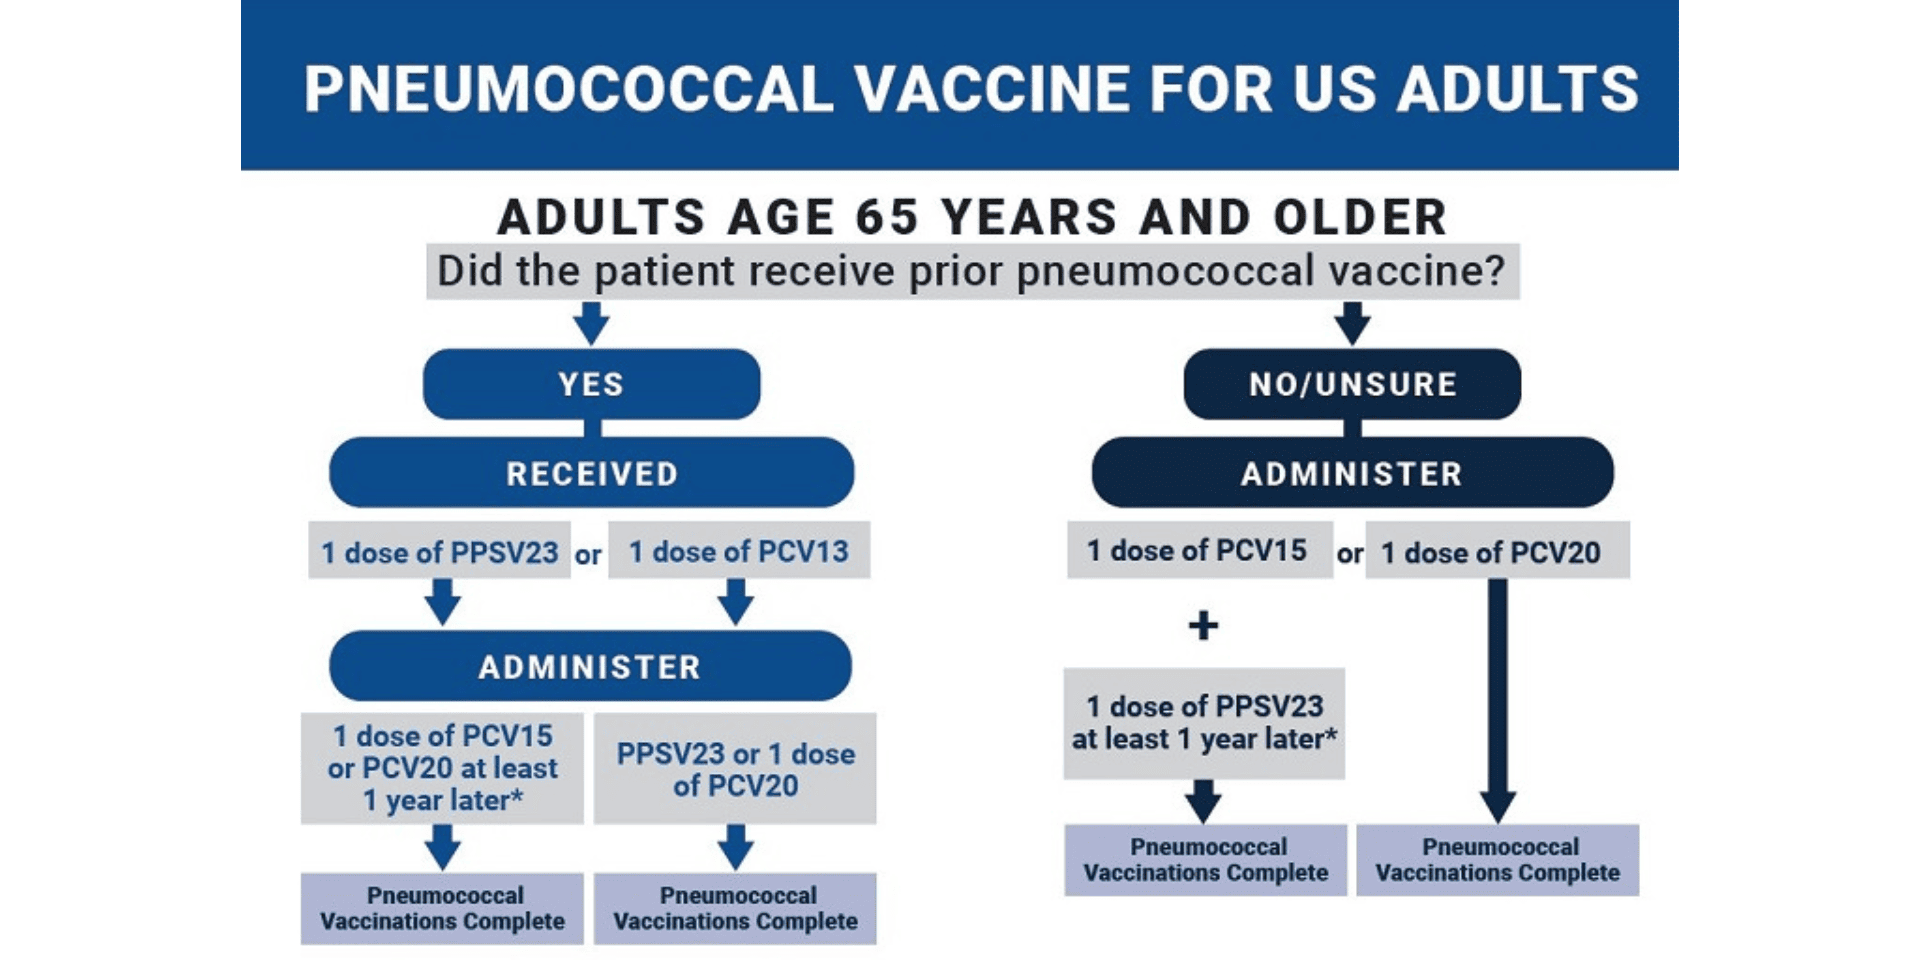 PNEUMOCOCCAL VACCINE FOR US ADULTS
ADULTS AGE 65 YEARS AND OLDER
Did the patient receive prior pneumococcal vaccine?
YES
RECEIVED
1 dose of PPSV23 or 1 dose of PCV13
ADMINISTER
1 dose of PCV15
or PCV20 at least
1 year later*
Pneumococcal
Vaccinations Complete
PPSV23 or 1 dose
of PCV20
Pneumococcal
Vaccinations Complete
NO/UNSURE
ADMINISTER
1 dose of PCV15 or 1 dose of PCV20
+
1 dose of PPSV23
at least 1 year later*
Pneumococcal
Vaccinations Complete
Pneumococcal
Vaccinations Complete